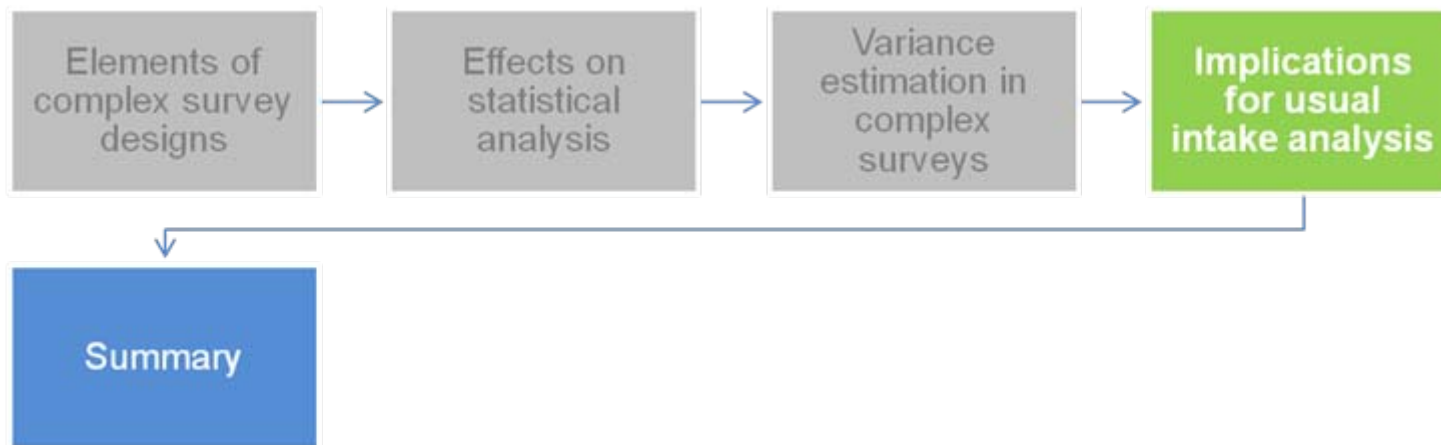 Elements of
complex survey
designs
Effects on
statistical
analysis
Variance
estimation in
complex
surveys
Implications
for usual
intake analysis
Summary